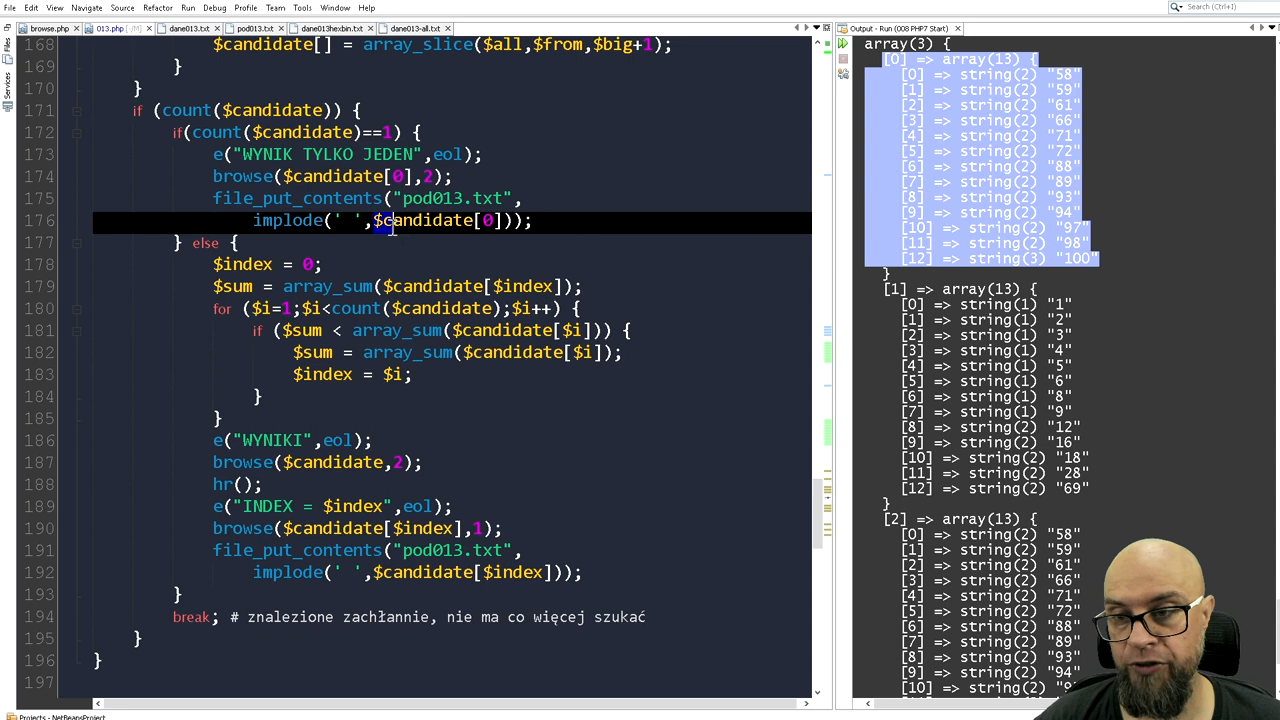 File Edit View Navigate Source Refactor Run Debug Profile Team Tools Window Help
Search (Ctrl+I)
browse.php 013.php [-/M] dane013.txt pod013.txt dane013hexbin.txt dane013-all.txt
Output - Run (008 PHP7 Start)
Files
Services
168 $candidate[] = array_slice($all,$from,$big+1);
169 }
170 }
171 if (count($candidate)) {
172 if(count($candidate)==1) {
173 e("WYNIK TYLKO JEDEN",eol);
174 browse($candidate[0],2);
175 file_put_contents("pod013.txt",
176 implode(' ',$candidate[0]));
177 } else {
178 $index = 0;
179 $sum = array_sum($candidate[$index]);
180 for ($i=1;$i<count($candidate);$i++) {
181 if ($sum < array_sum($candidate[$i])) {
182 $sum = array_sum($candidate[$i]);
183 $index = $i;
184 }
185 }
186 e("WYNIKI",eol);
187 browse($candidate,2);
188 hr();
189 e("INDEX = $index",eol);
190 browse($candidate[$index],1);
191 file_put_contents("pod013.txt",
192 implode(' ',$candidate[$index]));
193 }
194 break; # znalezione zachłannie, nie ma co więcej szukać
195 }
196 }
197
array(3) {
[0] => array(13) {
[0] => string(2) "58"
[1] => string(2) "59"
[2] => string(2) "61"
[3] => string(2) "66"
[4] => string(2) "71"
[5] => string(2) "72"
[6] => string(2) "88"
[7] => string(2) "89"
[8] => string(2) "93"
[9] => string(2) "94"
[10] => string(2) "97"
[11] => string(2) "98"
[12] => string(3) "100"
}
[1] => array(13) {
[0] => string(1) "1"
[1] => string(1) "2"
[2] => string(1) "3"
[3] => string(1) "4"
[4] => string(1) "5"
[5] => string(1) "6"
[6] => string(1) "8"
[7] => string(1) "9"
[8] => string(2) "12"
[9] => string(2) "16"
[10] => string(2) "18"
[11] => string(2) "28"
[12] => string(2) "69"
}
[2] => array(13) {
[0] => string(2) "58"
[1] => string(2) "59"
[2] => string(2) "61"
[3] => string(2) "66"
[4] => string(2) "71"
[5] => string(2) "72"
[6] => string(2) "88"
[7] => string(2) "89"
[8] => string(2) "93"
[9] => string(2) "94"
[10] => string(2)
Projects - NetBeansProject